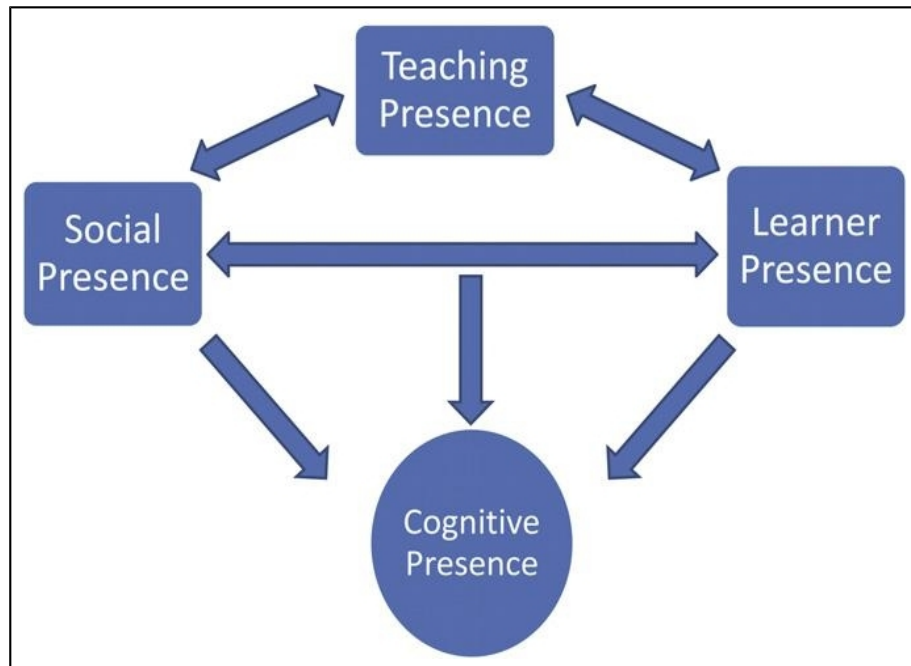 Teaching
Presence
Social
Presence
Learner
Presence
Cognitive
Presence